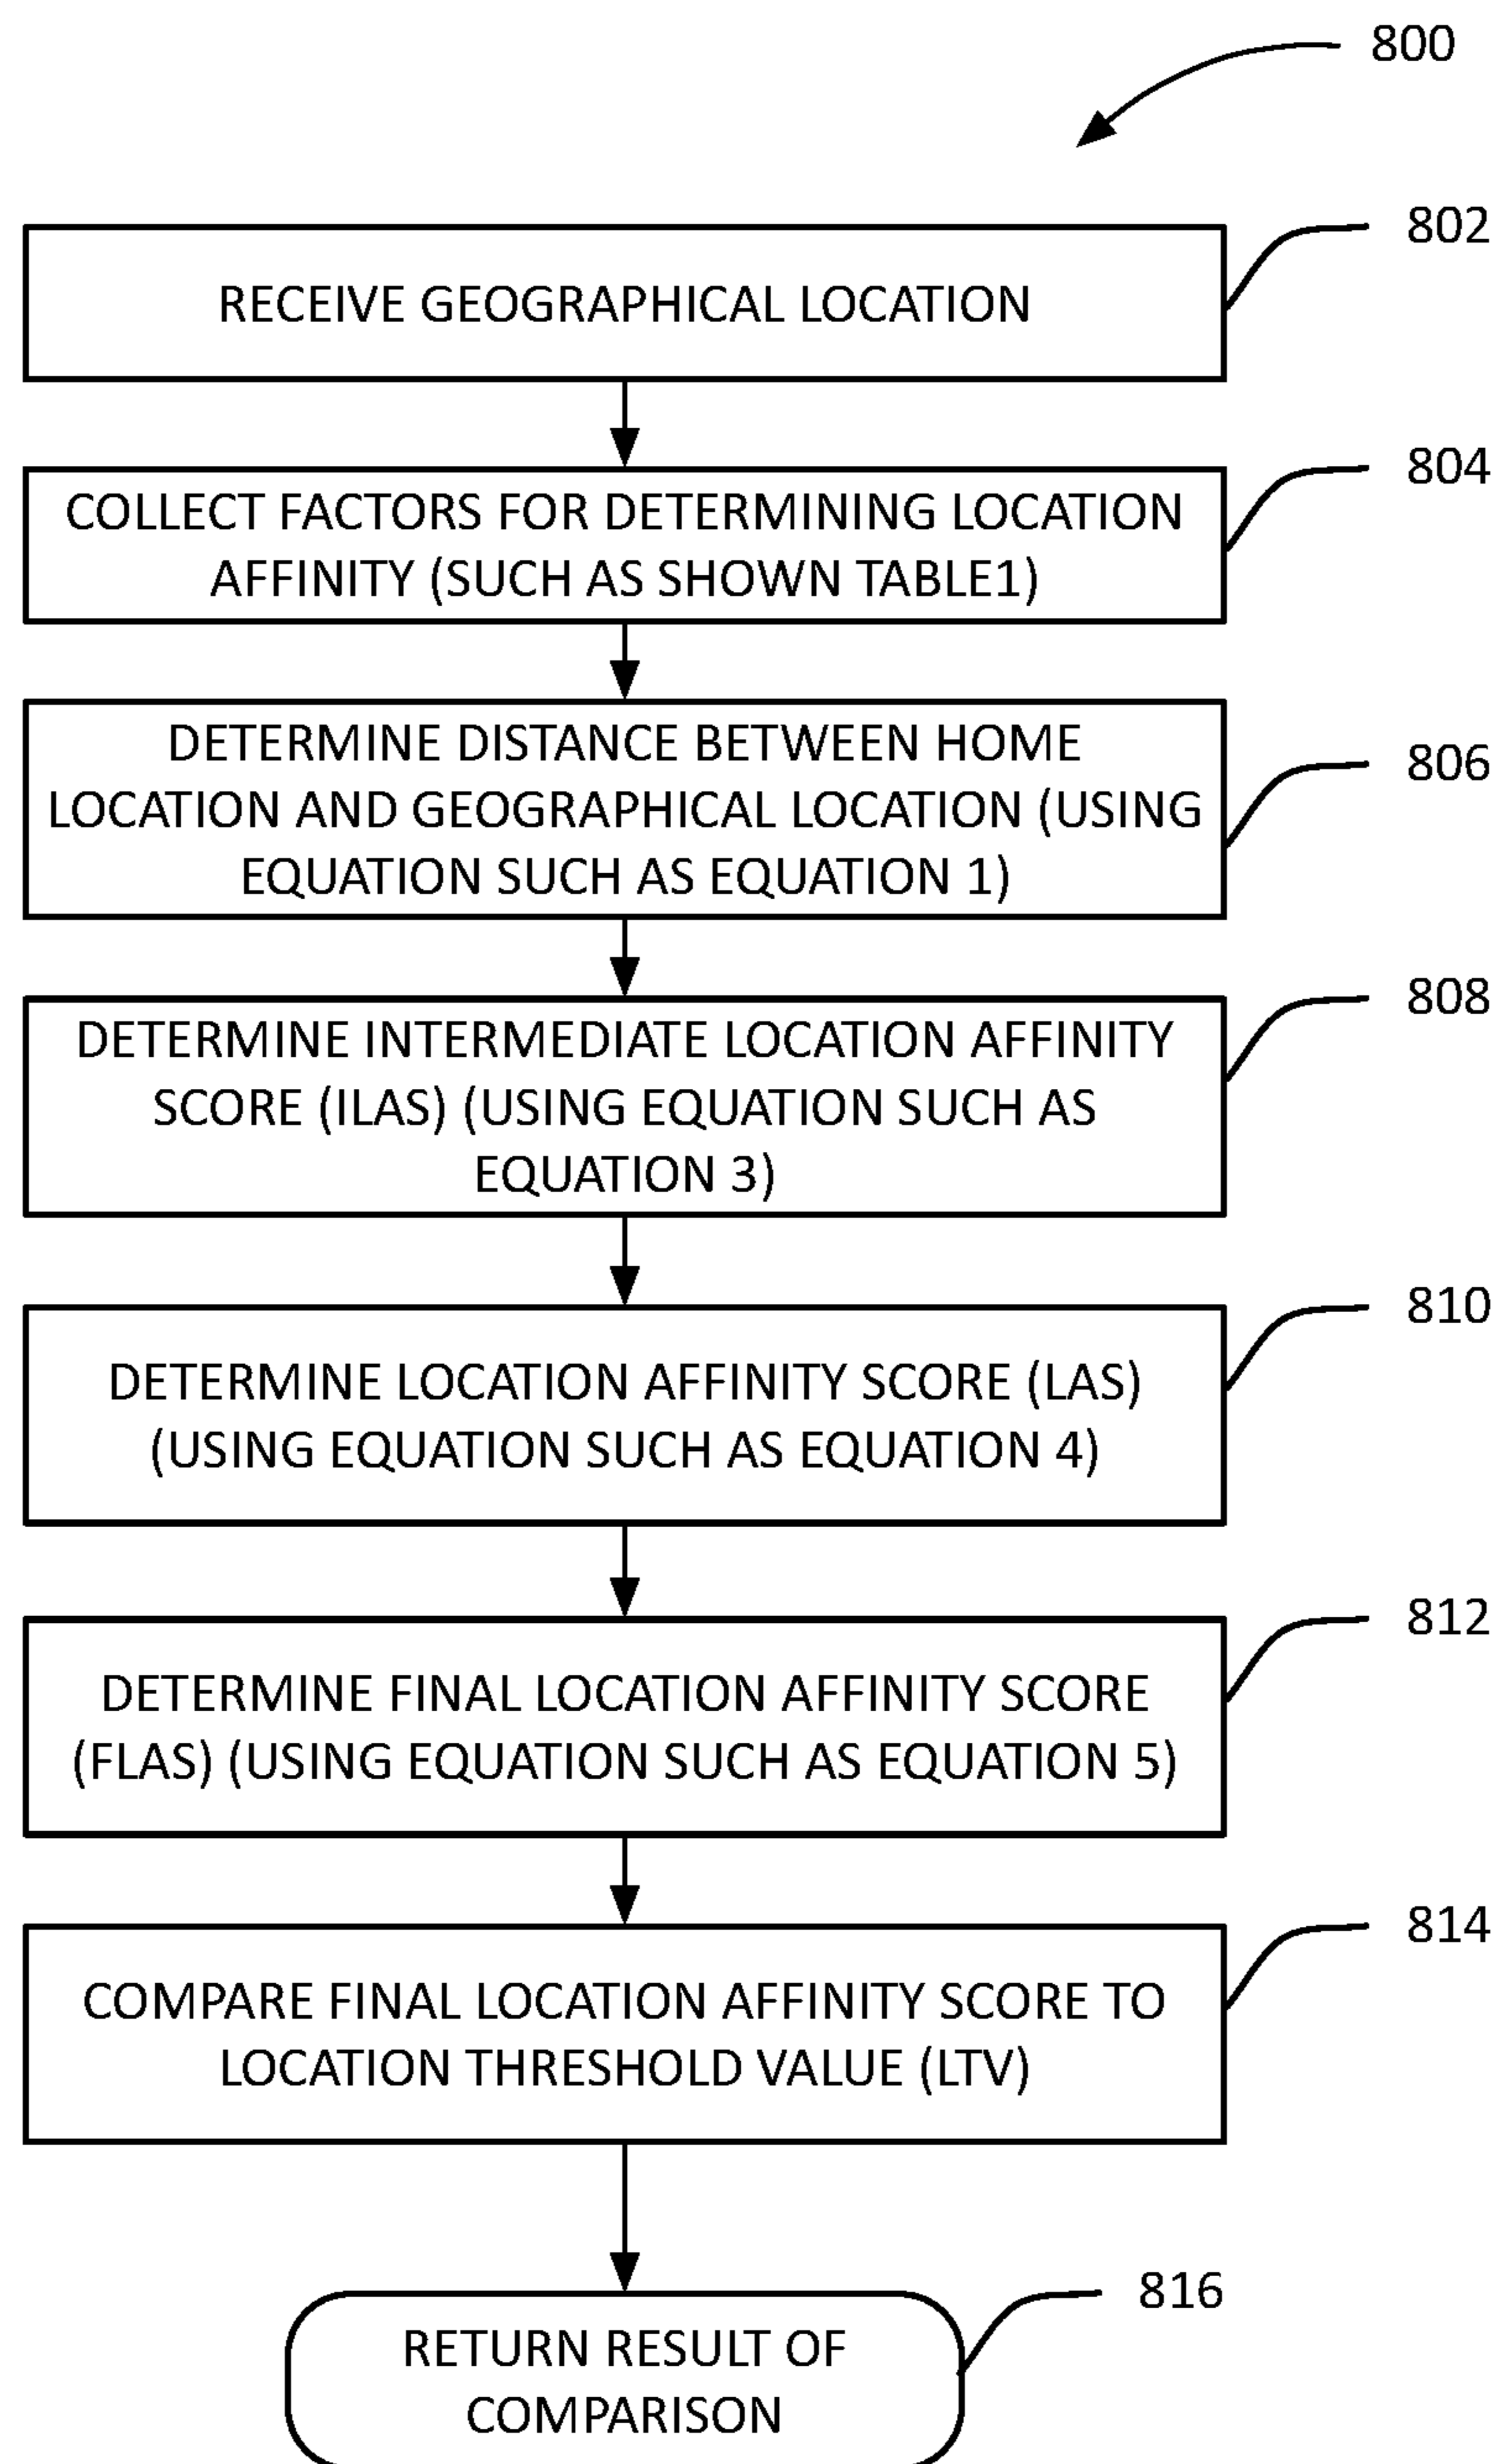 800
802
RECEIVE GEOGRAPHICAL LOCATION
804
COLLECT FACTORS FOR DETERMINING LOCATION
AFFINITY (SUCH AS SHOWN TABLE1)
806
DETERMINE DISTANCE BETWEEN HOME
LOCATION AND GEOGRAPHICAL LOCATION (USING
EQUATION SUCH AS EQUATION 1)
808
DETERMINE INTERMEDIATE LOCATION AFFINITY
SCORE (ILAS) (USING EQUATION SUCH AS
EQUATION 3)
810
DETERMINE LOCATION AFFINITY SCORE (LAS)
(USING EQUATION SUCH AS EQUATION 4)
812
DETERMINE FINAL LOCATION AFFINITY SCORE
(FLAS) (USING EQUATION SUCH AS EQUATION 5)
814
COMPARE FINAL LOCATION AFFINITY SCORE TO
LOCATION THRESHOLD VALUE (LTV)
816
RETURN RESULT OF
COMPARISON